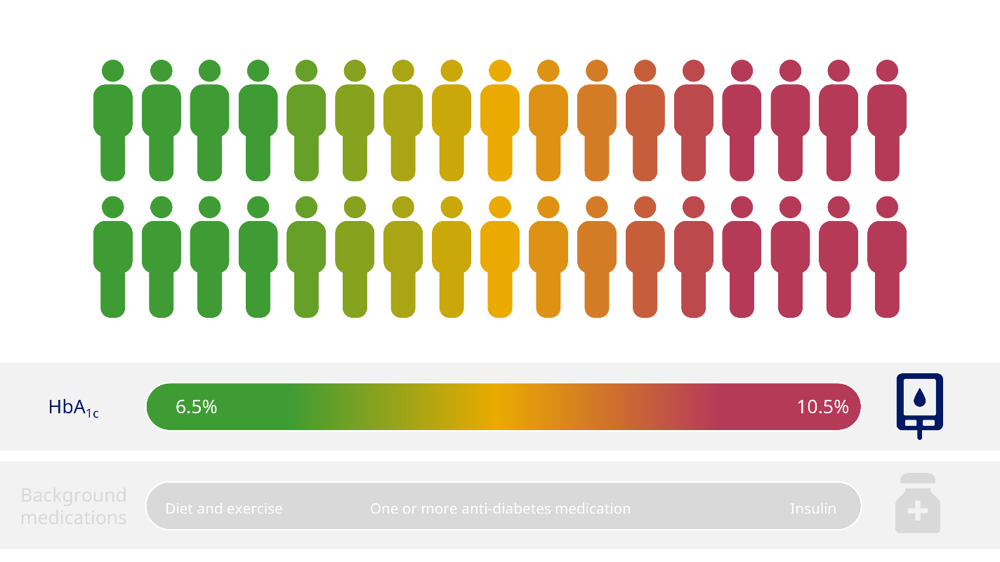 HbA1c
6.5%
10.5%
Background
medications
Diet and exercise
One or more anti-diabetes medication
Insulin